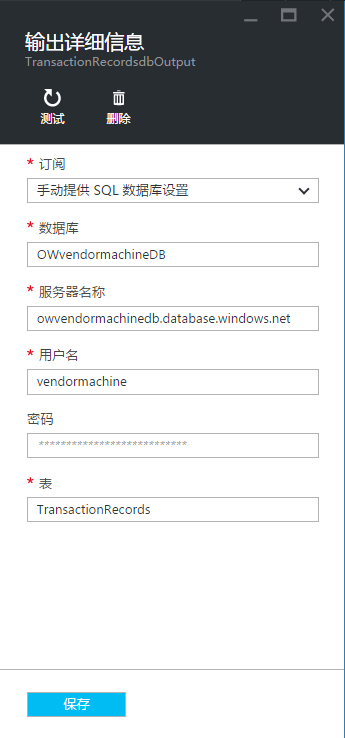 输出详细信息
TransactionRecordsdbOutput
测试 删除
* 订阅
手动提供 SQL 数据库设置
* 数据库
OWvendormachineDB
* 服务器名称
owvendormachinedb.database.windows.net
* 用户名
vendormachine
密码
****************************
* 表
TransactionRecords
保存